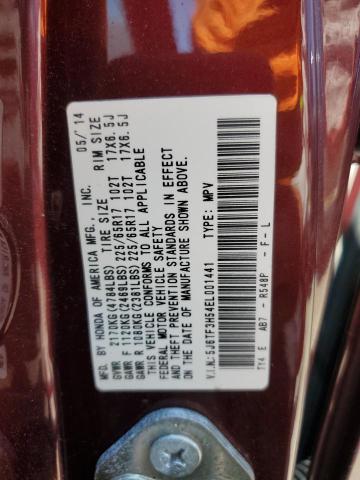 MFD. BY HONDA OF AMERICA MFG., INC. 05/'14
TIRE SIZE RIM SIZE
GVWR 2170KG(4784LBS)
GAWR F 1120KG(2469LBS) 225/65R17 102T 17X6.5J
GAWR R 1080KG(2381LBS) 225/65R17 102T 17X6.5J
THIS VEHICLE CONFORMS TO ALL APPLICABLE
FEDERAL MOTOR VEHICLE SAFETY AND
THEFT PREVENTION STANDARDS IN EFFECT
ON THE DATE OF MANUFACTURE SHOWN ABOVE.
V.I.N.: 5J6TF3H54EL001441 TYPE: MPV
TY4 E AB7 - R548P - F - L